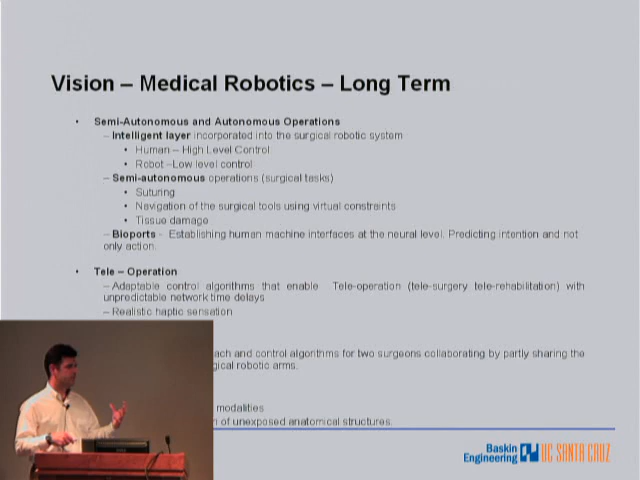 Vision – Medical Robotics – Long Term
• Semi-Autonomous and Autonomous Operations
– Intelligent layer incorporated into the surgical robotic system
• Human – High Level Control
• Robot –Low level control
– Semi-autonomous operations (surgical tasks)
• Suturing
• Navigation of the surgical tools using virtual constraints
• Tissue damage
– Bioports - Establishing human machine interfaces at the neural level. Predicting intention and not
only action.
• Tele – Operation
– Adaptable control algorithms that enable Tele-operation (tele-surgery tele-rehabilitation) with
unpredictable network time delays
– Realistic haptic sensation
ach and control algorithms for two surgeons collaborating by partly sharing the
gical robotic arms.
modalities
n of unexposed anatomical structures.
Baskin
Engineering
UC SANTA CRUZ